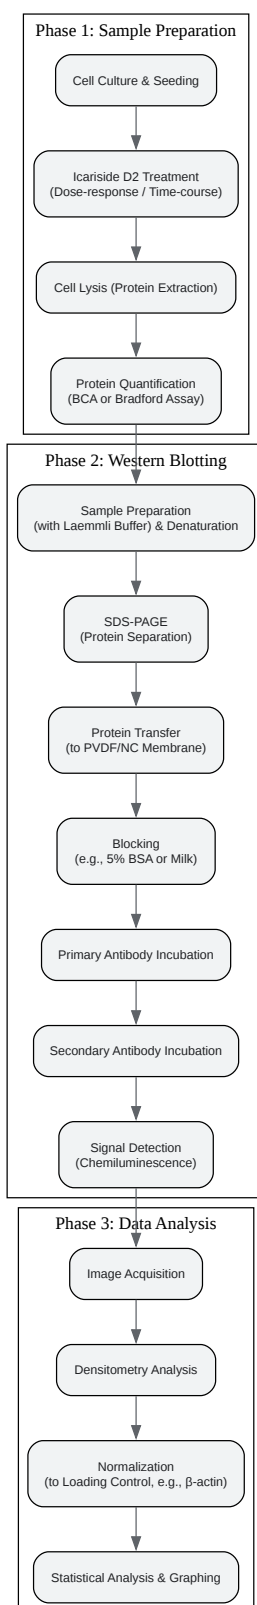 Phase 1: Sample Preparation
Cell Culture & Seeding
Icariside D2 Treatment
(Dose-response / Time-course)
Cell Lysis (Protein Extraction)
Protein Quantification
(BCA or Bradford Assay)
Phase 2: Western Blotting
Sample Preparation
(with Laemmli Buffer) & Denaturation
SDS-PAGE
(Protein Separation)
Protein Transfer
(to PVDF/NC Membrane)
Blocking
(e.g., 5% BSA or Milk)
Primary Antibody Incubation
Secondary Antibody Incubation
Signal Detection
(Chemiluminescence)
Phase 3: Data Analysis
Image Acquisition
Densitometry Analysis
Normalization
(to Loading Control, e.g., β-actin)
Statistical Analysis & Graphing